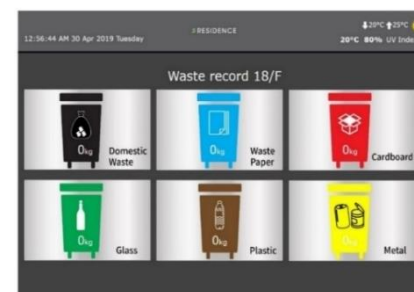 12:56:44 AM 30 Apr 2019 Tuesday
RESIDENCE
20°C 25°C
20°C 80% UV Inde
Waste record 18/F
0kg Domestic Waste
0kg Waste Paper
0kg Cardboard
0kg Glass
0kg Plastic
0kg Metal